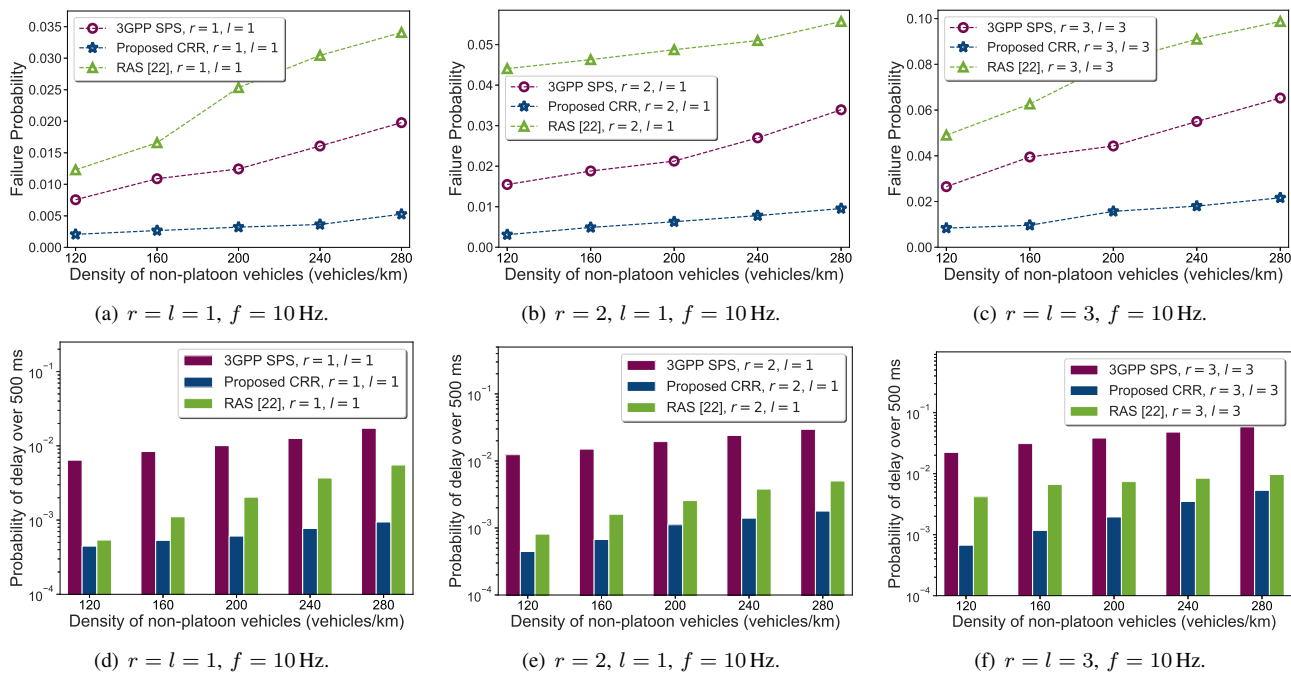 Failure Probability
0.035
0.030
0.025
0.020
0.015
0.010
0.005
0.000
3GPP SPS, r = 1, l = 1
Proposed CRR, r = 1, l = 1
RAS [22], r = 1, l = 1
120 160 200 240 280
Density of non-platoon vehicles (vehicles/km)
(a) r = l = 1, f = 10 Hz.
Failure Probability
0.05
0.04
0.03
0.02
0.01
0.00
3GPP SPS, r = 2, l = 1
Proposed CRR, r = 2, l = 1
RAS [22], r = 2, l = 1
120 160 200 240 280
Density of non-platoon vehicles (vehicles/km)
(b) r = 2, l = 1, f = 10 Hz.
Failure Probability
0.10
0.08
0.06
0.04
0.02
0.00
3GPP SPS, r = 3, l = 3
Proposed CRR, r = 3, l = 3
RAS [22], r = 3, l = 3
120 160 200 240 280
Density of non-platoon vehicles (vehicles/km)
(c) r = l = 3, f = 10 Hz.
Probability of delay over 500 ms
10⁻¹
10⁻²
10⁻³
10⁻⁴
3GPP SPS, r = 1, l = 1
Proposed CRR, r = 1, l = 1
RAS [22], r = 1, l = 1
120 160 200 240 280
Density of non-platoon vehicles (vehicles/km)
(d) r = l = 1, f = 10 Hz.
Probability of delay over 500 ms
10⁻¹
10⁻²
10⁻³
10⁻⁴
3GPP SPS, r = 2, l = 1
Proposed CRR, r = 2, l = 1
RAS [22], r = 2, l = 1
120 160 200 240 280
Density of non-platoon vehicles (vehicles/km)
(e) r = 2, l = 1, f = 10 Hz.
Probability of delay over 500 ms
10⁻¹
10⁻²
10⁻³
10⁻⁴
3GPP SPS, r = 3, l = 3
Proposed CRR, r = 3, l = 3
RAS [22], r = 3, l = 3
120 160 200 240 280
Density of non-platoon vehicles (vehicles/km)
(f) r = l = 3, f = 10 Hz.